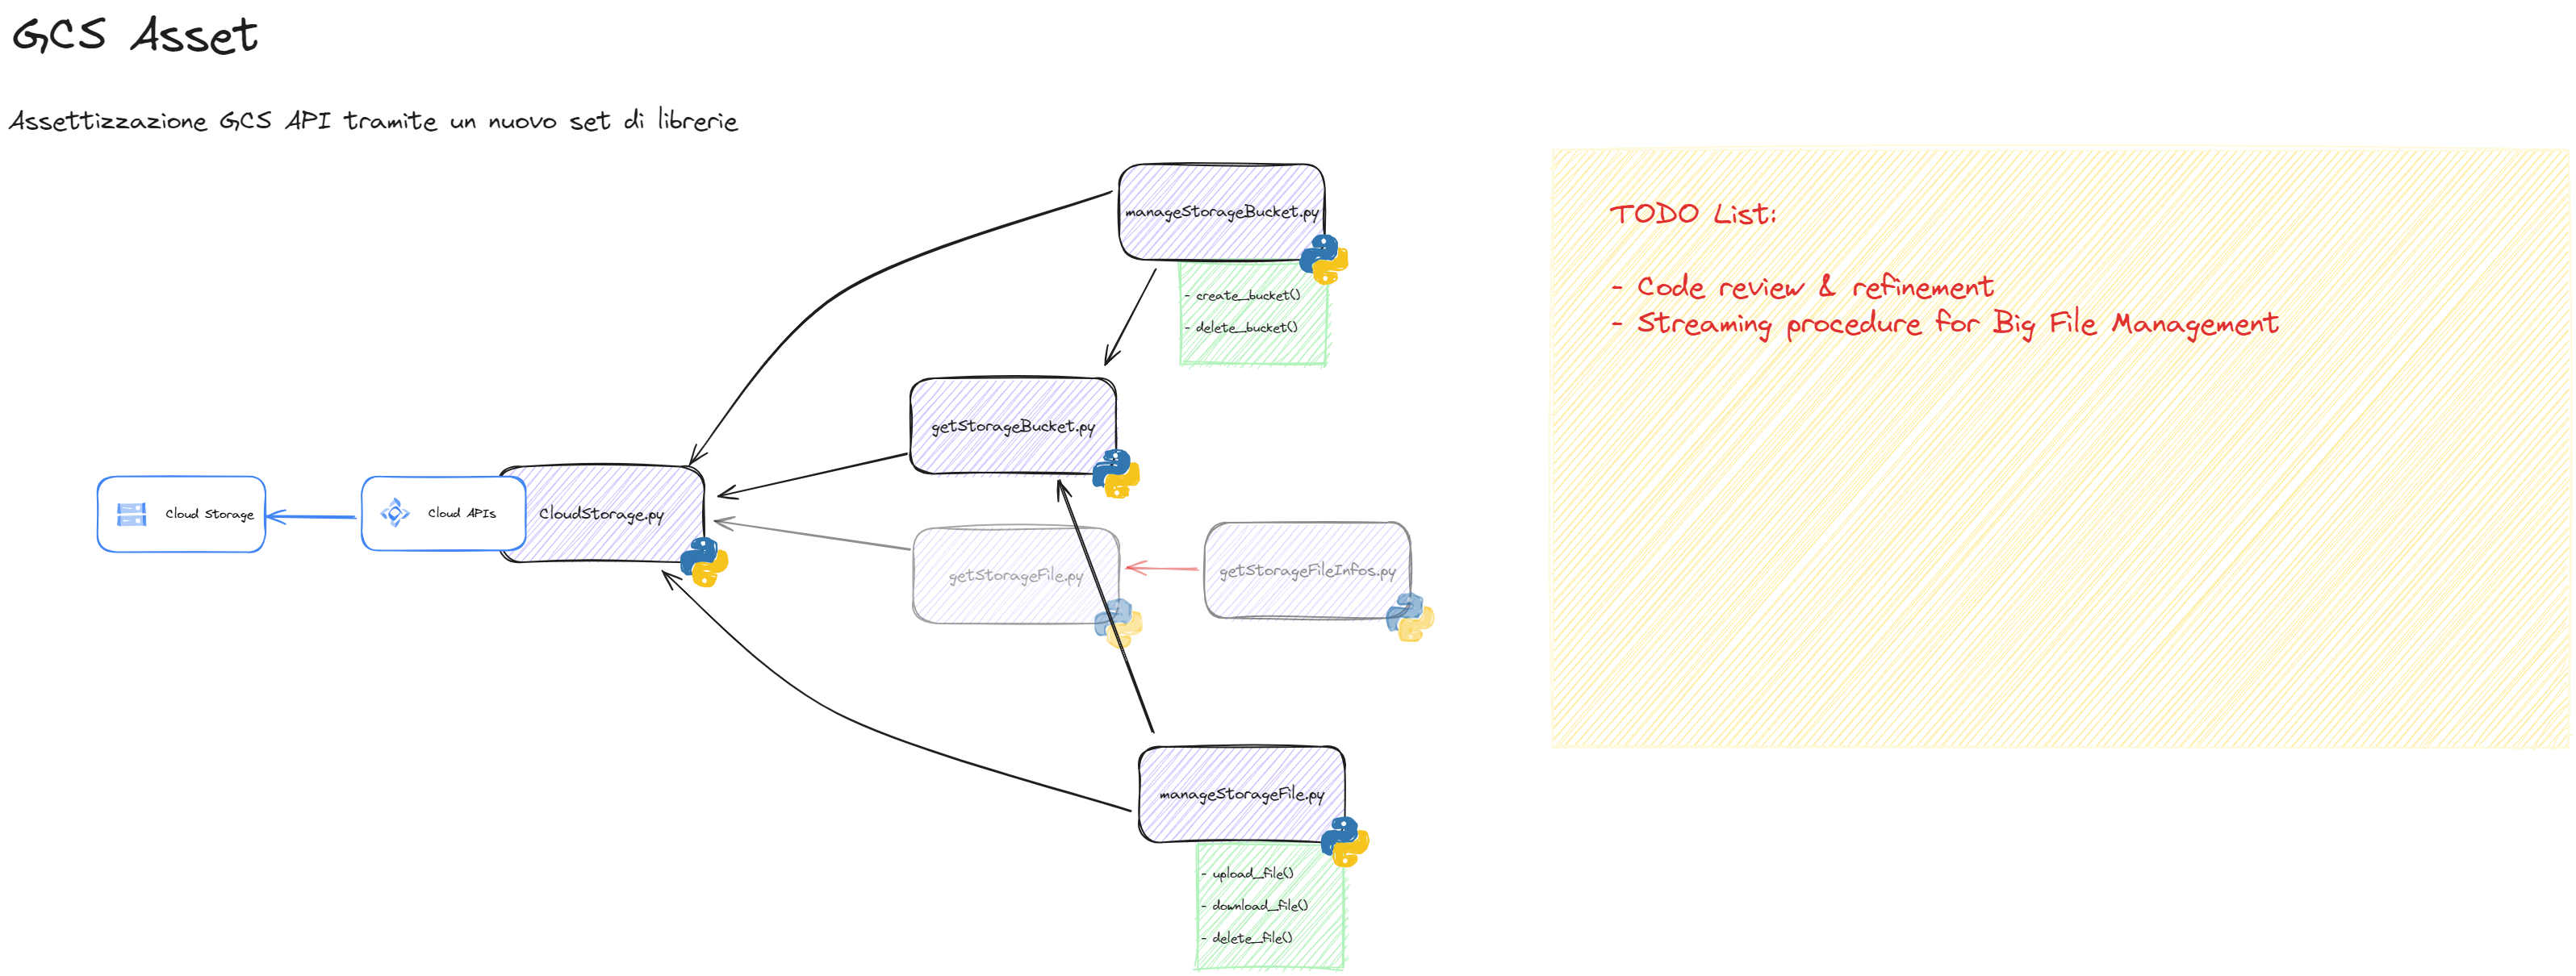 GCS Asset
Assettizzazione GCS API tramite un nuovo set di librerie
manageStorageBucket.py
- create_bucket()
- delete_bucket()
getStorageBucket.py
Cloud Storage
Cloud APIs
CloudStorage.py
getStorageFile.py
getStorageFileInfos.py
manageStorageFile.py
- upload_file()
- download_file()
- delete_file()
TODO List:
- Code review & refinement
- Streaming procedure for Big File Management